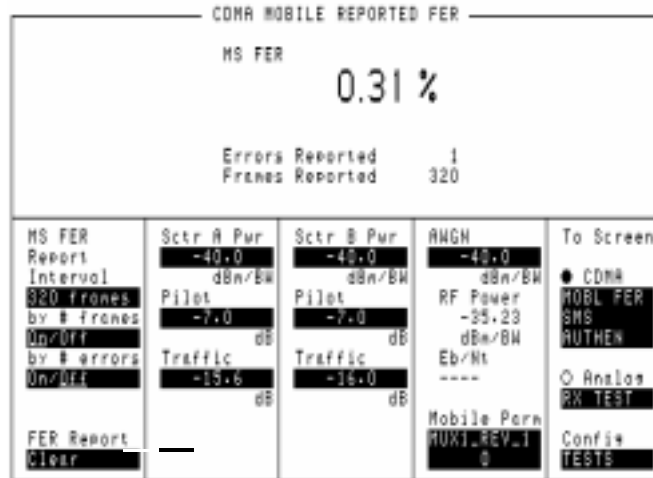 CDMA MOBILE REPORTED FER
MS FER
0.31 %
Errors Reported 1
Frames Reported 320
MS FER
Report
Interval
320 frames
by # frames
On/Off
by # errors
On/Off
FER Report
Clear
Sctr A Pwr
-40.0
dBm/BW
Pilot
-7.0
dB
Traffic
-15.6
dB
Sctr B Pwr
-40.0
dBm/BW
Pilot
-7.0
dB
Traffic
-16.0
dB
AWGN
-40.0
dBm/BW
RF Power
-35.23
dBm/BW
Eb/Nt
----
Mobile Parm
MUX1_REV_1
0
To Screen
CDMA
MOBL FER
SMS
AUTHEN
Analog
RX TEST
Config
TESTS